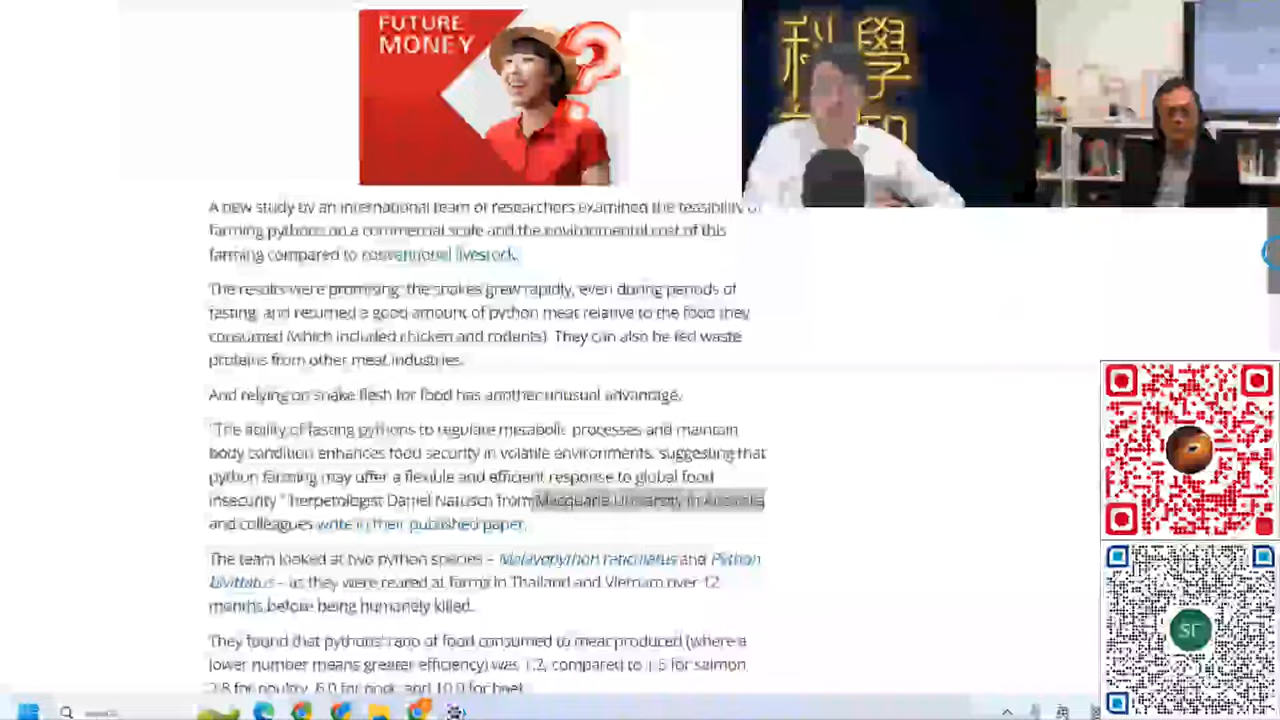 FUTURE
MONEY
科學
A new study by an international team of researchers examined the feasibility of
farming pythons on a commercial scale and the environmental cost of this
farming compared to conventional livestock.
The results were promising: the snakes grew rapidly, even during periods of
fasting, and returned a good amount of python meat relative to the food they
consumed (which included chicken and rodents). They can also be fed waste
proteins from other meat industries.
And relying on snake flesh for food has another unusual advantage.
"The ability of fasting pythons to regulate metabolic processes and maintain
body condition enhances food security in volatile environments, suggesting that
python farming may offer a flexible and efficient response to global food
insecurity," herpetologist Daniel Natusch from Macquarie University in Australia
and colleagues write in their published paper.
The team looked at two python species – Malayopython reticulatus and Python
bivittatus – as they were reared at farms in Thailand and Vietnam over 12
months before being humanely killed.
They found that pythons' ratio of food consumed to meat produced (where a
lower number means greater efficiency) was 1.2, compared to 1.5 for salmon,
2.8 for poultry, 6.0 for pork, and 10.0 for beef.